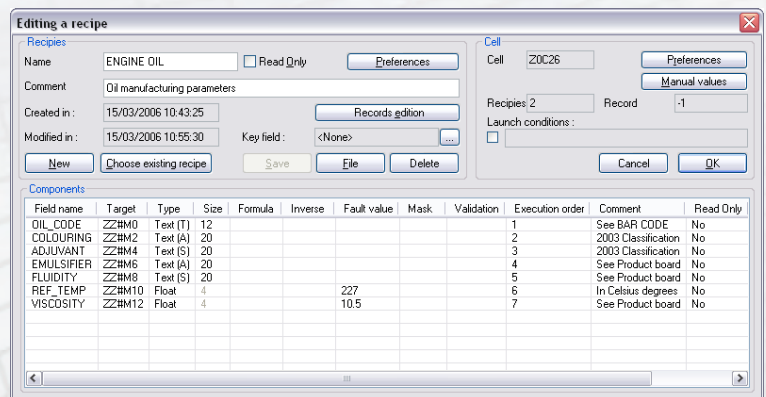 Editing a recipe
Recipies
Name ENGINE OIL Read Only Preferences
Comment Oil manufacturing parameters
Created in : 15/03/2006 10:43:25 Records edition
Modified in : 15/03/2006 10:55:30 Key field : <None> ...
New Choose existing recipe Save File Delete
Cell
Cell Z0C26 Preferences
Manual values
Recipies 2 Record -1
Launch conditions :
Cancel OK
Components
Field name Target Type Size Formula Inverse Fault value Mask Validation Execution order Comment Read Only
OIL_CODE ZZ#M0 Text (T) 12 1 See BAR CODE No
COLOURING ZZ#M2 Text (A) 20 2 2003 Classification No
ADJUVANT ZZ#M4 Text (S) 20 3 2003 Classification No
EMULSIFIER ZZ#M6 Text (A) 20 4 See Product board No
FLUIDITY ZZ#M8 Text (S) 20 5 See Product board No
REF_TEMP ZZ#M10 Float 4 227 6 In Celsius degrees No
VISCOSITY ZZ#M12 Float 4 10.5 7 See Product board No